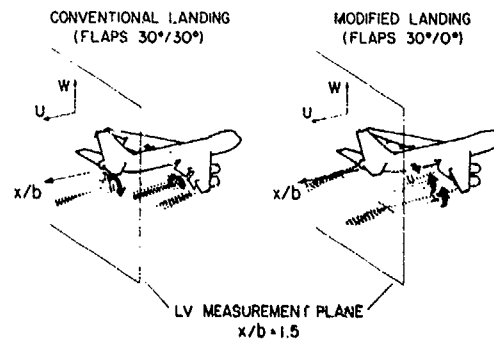 CONVENTIONAL LANDING
(FLAPS 30°/30°)
MODIFIED LANDING
(FLAPS 30°/0°)
W
U
x/b
W
U
x/b
LV MEASUREMENT PLANE
x/b = 1.5